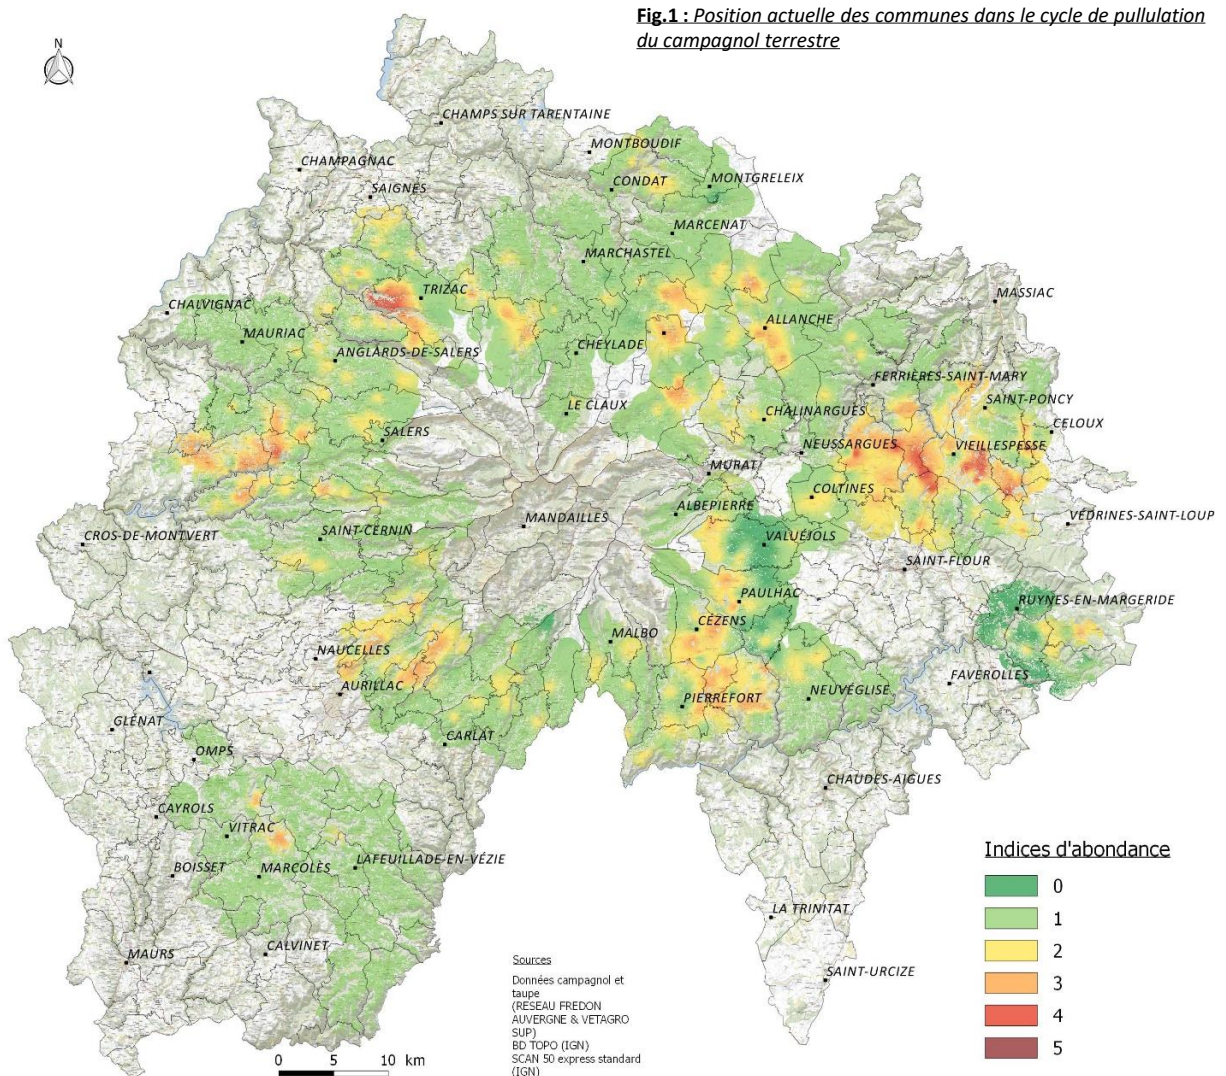 Fig.1 : Position actuelle des communes dans le cycle de pullulation
du campagnol terrestre
N
CHAMPS SUR TARENTAINE
MONTBOUDIF
CHAMPAGNAC
CONDAT
MONTGRELEIX
SAIGNES
MARCENAT
MARCHASTEL
TRIZAC
MASSIAC
CHALVIGNAC
ALLANCHE
MAURIAC
CHEYLADE
ANGLARDS-DE-SALERS
FERRIÈRES-SAINT-MARY
LE CLAUX
SAINT-PONCY
CHALINARGUES
CELOUX
SALERS
NEUSSARGUES
VIEILLESPESSE
MURAT
COLTINES
ALBEPIERRE
MANDAILLES
VÉDRINES-SAINT-LOUP
CROS-DE-MONTVERT
SAINT-CERNIN
VALUÉJOLS
SAINT-FLOUR
PAULHAC
RUYNES-EN-MARGERIDE
CÉZENS
MALBO
NAUCELLES
AURILLAC
FAVEROLLES
PIERREFORT
NEUVÉGLISE
GLÉNAT
CARLAT
OMPS
CHAUDES-AIGUES
CAYROLS
VITRAC
BOISSET
MARCOLÈS
LAFEUILLADE-EN-VÉZIE
LA TRINITAT
MAURS
CALVINET
SAINT-URCIZE
Indices d'abondance
0
1
2
3
4
5
Sources
Données campagnol et
taupe
(RESEAU FREDON
AUVERGNE & VETAGRO
SUP)
BD TOPO (IGN)
SCAN 50 express standard
(IGN)
0 5 10 km